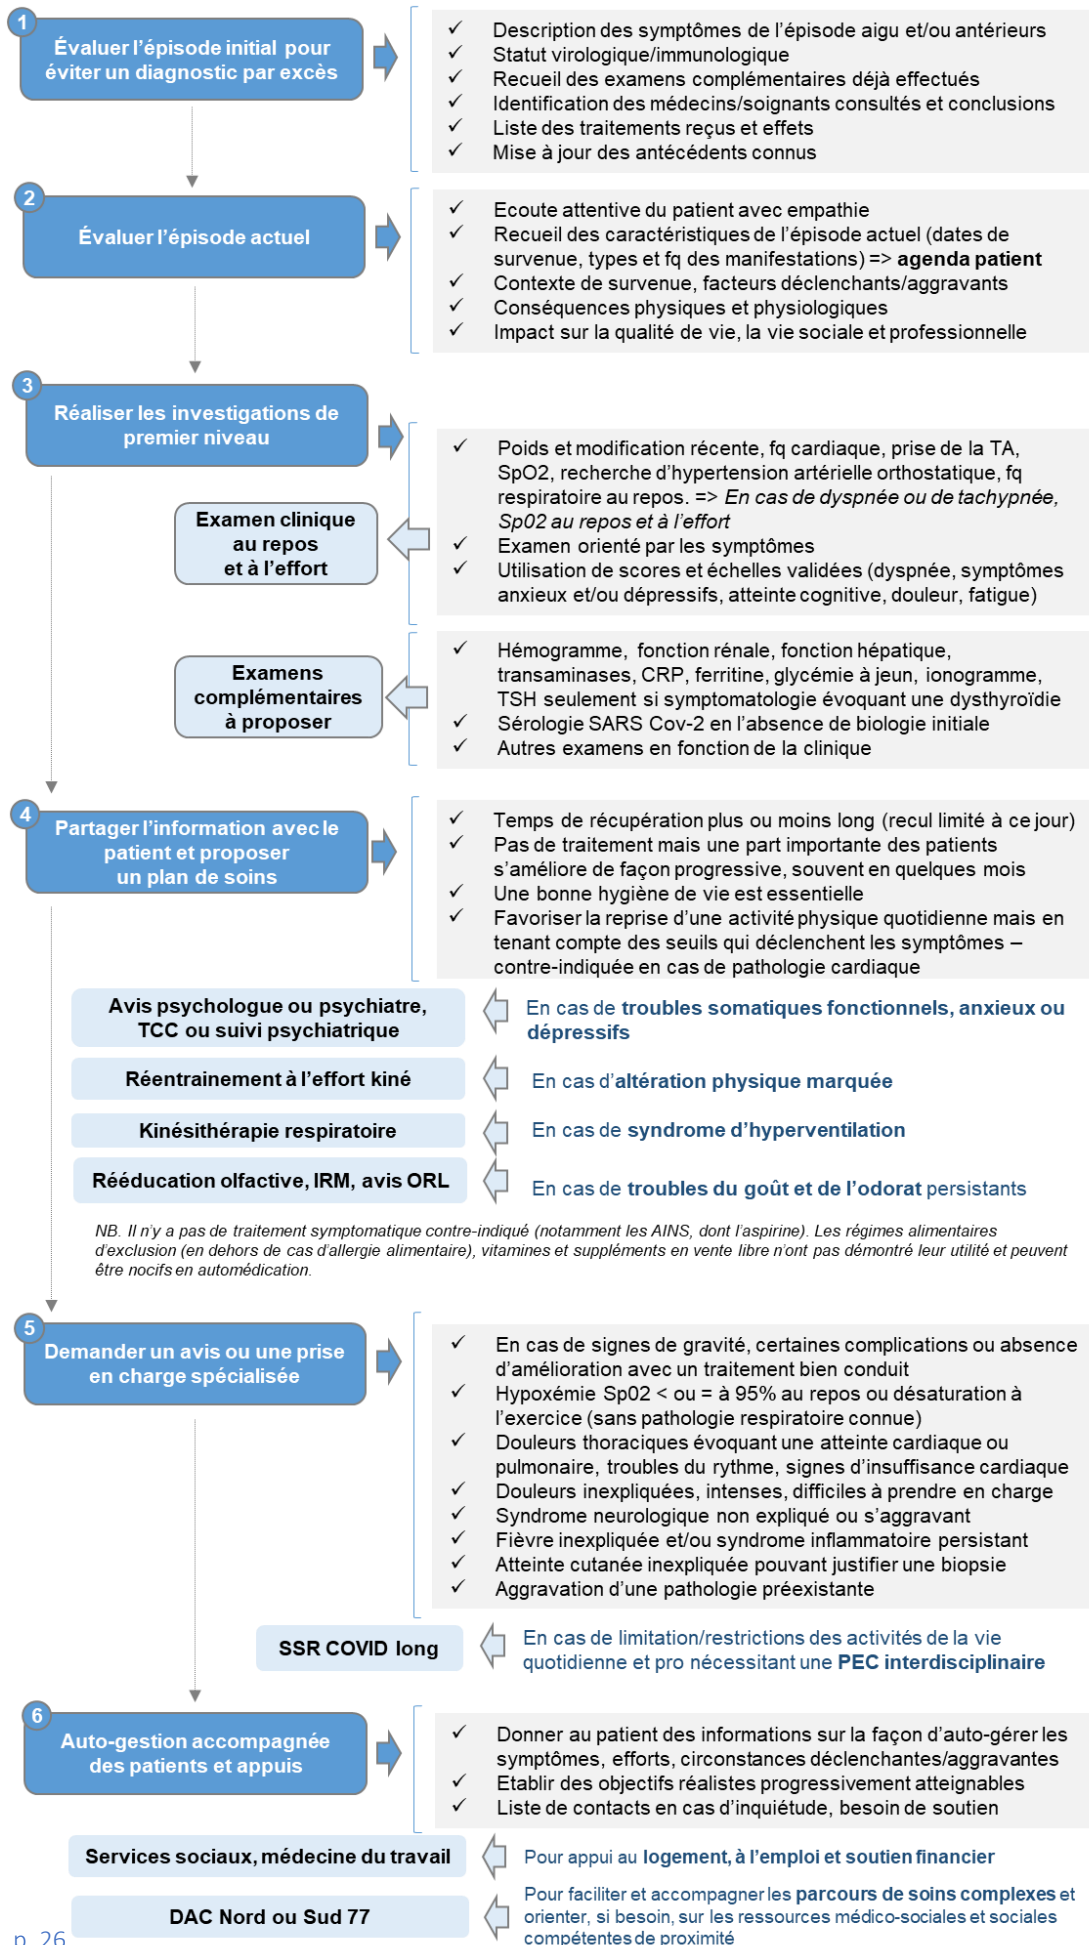 1
Évaluer l'épisode initial pour
éviter un diagnostic par excès
✓ Description des symptômes de l'épisode aigu et/ou antérieurs
✓ Statut virologique/immunologique
✓ Recueil des examens complémentaires déjà effectués
✓ Identification des médecins/soignants consultés et conclusions
✓ Liste des traitements reçus et effets
✓ Mise à jour des antécédents connus
2
Évaluer l'épisode actuel
✓ Ecoute attentive du patient avec empathie
✓ Recueil des caractéristiques de l'épisode actuel (dates de
survenue, types et fq des manifestations) => agenda patient
✓ Contexte de survenue, facteurs déclenchants/aggravants
✓ Conséquences physiques et physiologiques
✓ Impact sur la qualité de vie, la vie sociale et professionnelle
3
Réaliser les investigations de
premier niveau
Examen clinique
au repos
et à l'effort
✓ Poids et modification récente, fq cardiaque, prise de la TA,
SpO2, recherche d'hypertension artérielle orthostatique, fq
respiratoire au repos. => En cas de dyspnée ou de tachypnée,
Sp02 au repos et à l'effort
✓ Examen orienté par les symptômes
✓ Utilisation de scores et échelles validées (dyspnée, symptômes
anxieux et/ou dépressifs, atteinte cognitive, douleur, fatigue)
Examens
complémentaires
à proposer
✓ Hémogramme, fonction rénale, fonction hépatique,
transaminases, CRP, ferritine, glycémie à jeun, ionogramme,
TSH seulement si symptomatologie évoquant une dysthyroïdie
✓ Sérologie SARS Cov-2 en l'absence de biologie initiale
✓ Autres examens en fonction de la clinique
4
Partager l'information avec le
patient et proposer
un plan de soins
✓ Temps de récupération plus ou moins long (recul limité à ce jour)
✓ Pas de traitement mais une part importante des patients
s'améliore de façon progressive, souvent en quelques mois
✓ Une bonne hygiène de vie est essentielle
✓ Favoriser la reprise d'une activité physique quotidienne mais en
tenant compte des seuils qui déclenchent les symptômes –
contre-indiquée en cas de pathologie cardiaque
Avis psychologue ou psychiatre,
TCC ou suivi psychiatrique
En cas de troubles somatiques fonctionnels, anxieux ou
dépressifs
Réentrainement à l'effort kiné
En cas d'altération physique marquée
Kinésithérapie respiratoire
En cas de syndrome d'hyperventilation
Rééducation olfactive, IRM, avis ORL
En cas de troubles du goût et de l'odorat persistants
NB. Il n'y a pas de traitement symptomatique contre-indiqué (notamment les AINS, dont l'aspirine). Les régimes alimentaires
d'exclusion (en dehors de cas d'allergie alimentaire), vitamines et suppléments en vente libre n'ont pas démontré leur utilité et peuvent
être nocifs en automédication.
5
Demander un avis ou une prise
en charge spécialisée
✓ En cas de signes de gravité, certaines complications ou absence
d'amélioration avec un traitement bien conduit
✓ Hypoxémie Sp02 < ou = à 95% au repos ou désaturation à
l'exercice (sans pathologie respiratoire connue)
✓ Douleurs thoraciques évoquant une atteinte cardiaque ou
pulmonaire, troubles du rythme, signes d'insuffisance cardiaque
✓ Douleurs inexpliquées, intenses, difficiles à prendre en charge
✓ Syndrome neurologique non expliqué ou s'aggravant
✓ Fièvre inexpliquée et/ou syndrome inflammatoire persistant
✓ Atteinte cutanée inexpliquée pouvant justifier une biopsie
✓ Aggravation d'une pathologie préexistante
SSR COVID long
En cas de limitation/restrictions des activités de la vie
quotidienne et pro nécessitant une PEC interdisciplinaire
6
Auto-gestion accompagnée
des patients et appuis
✓ Donner au patient des informations sur la façon d'auto-gérer les
symptômes, efforts, circonstances déclenchantes/aggravantes
✓ Etablir des objectifs réalistes progressivement atteignables
✓ Liste de contacts en cas d'inquiétude, besoin de soutien
Services sociaux, médecine du travail
Pour appui au logement, à l'emploi et soutien financier
DAC Nord ou Sud 77
Pour faciliter et accompagner les parcours de soins complexes et
orienter, si besoin, sur les ressources médico-sociales et sociales
compétentes de proximité
p. 26